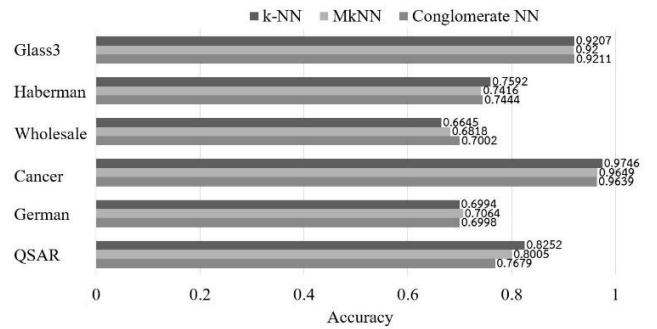 k-NN MkNN Conglomerate NN
Glass3
0.9207
0.92
0.9211
Haberman
0.7592
0.7416
0.7444
Wholesale
0.6645
0.6818
0.7002
Cancer
0.9746
0.9649
0.9639
German
0.6994
0.7064
0.6998
QSAR
0.8252
0.8005
0.7679
0 0.2 0.4 0.6 0.8 1
Accuracy